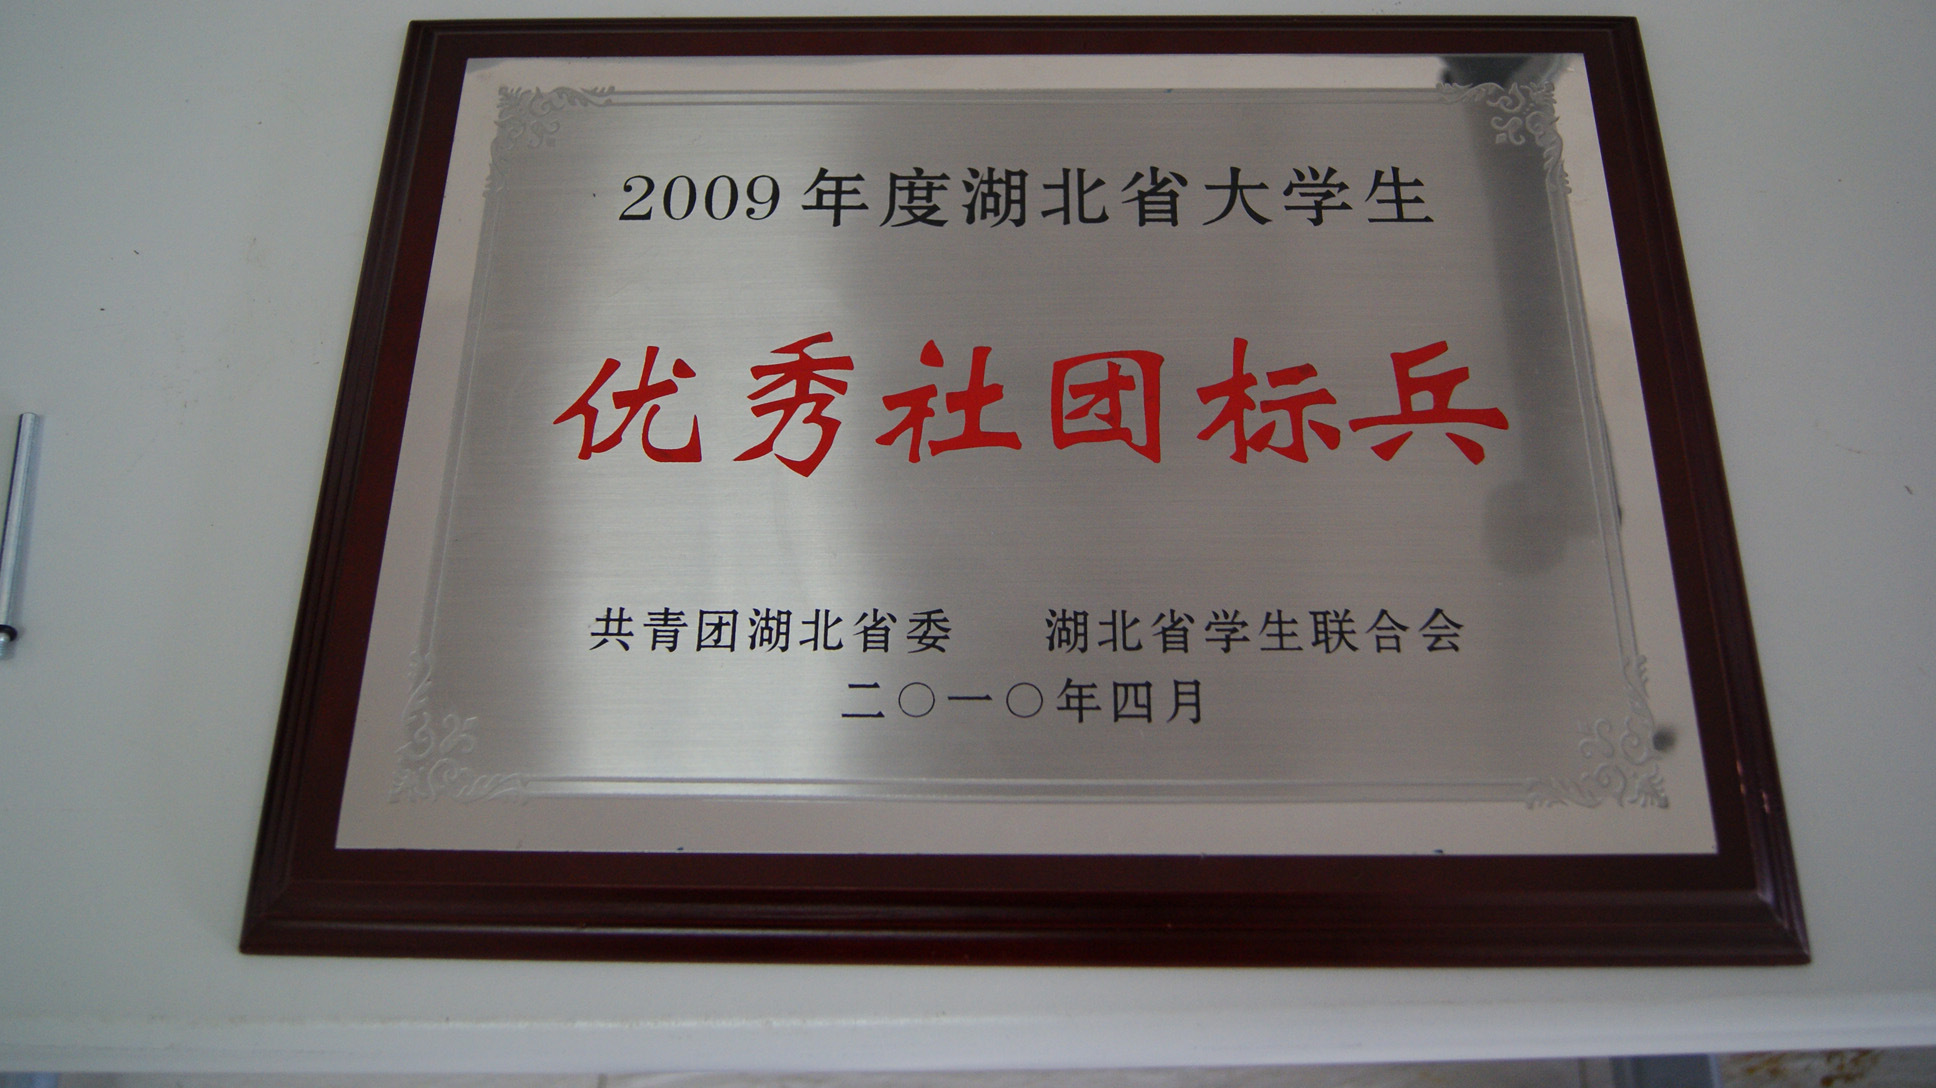 2009年度湖北省大学生
优秀社团标兵
共青团湖北省委 湖北省学生联合会
二〇一〇年四月